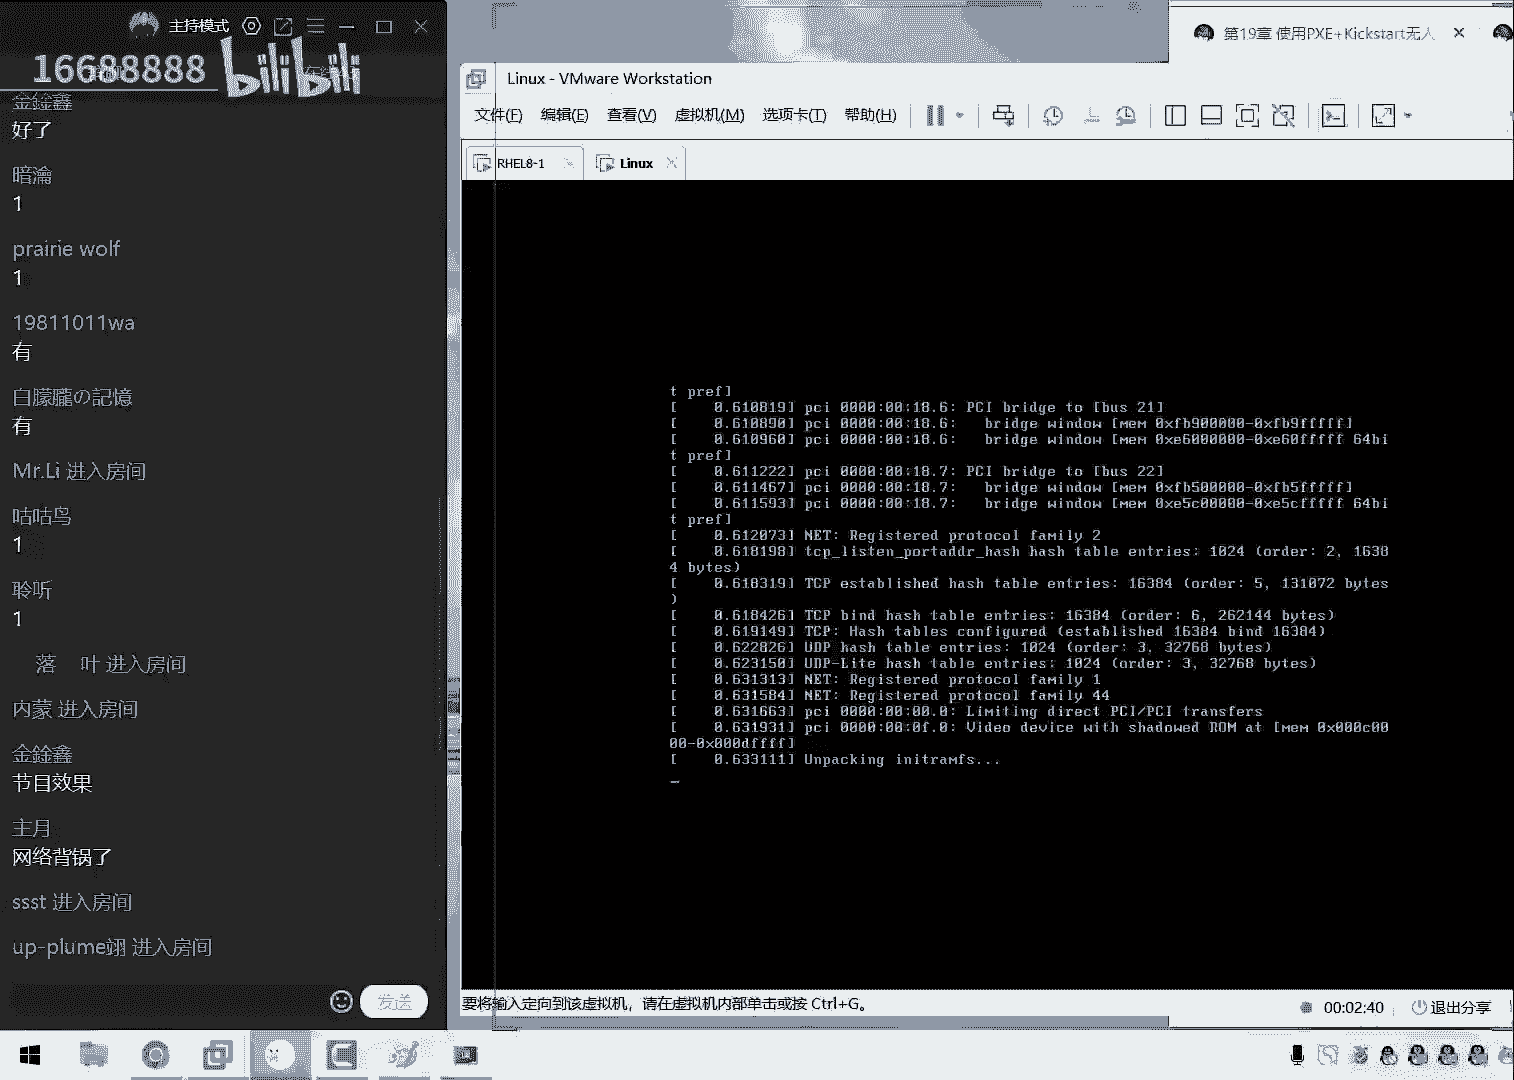 主持模式
16688888
bilibili
金鍂鑫
好了
暗瀹
1
prairie wolf
1
19811011wa
有
白朦朧の記憶
有
Mr.Li 进入房间
咕咕鸟
1
聆听
1
落 叶 进入房间
内蒙 进入房间
金鍂鑫
节目效果
主月
网络背锅了
ssst 进入房间
up-plume翊 进入房间
发送
第19章 使用PXE+Kickstart无人
Linux - VMware Workstation
文件(F) 编辑(E) 查看(V) 虚拟机(M) 选项卡(T) 帮助(H)
RHEL8-1 Linux
t pref]
[    0.610819] pci 0000:00:18.6: PCI bridge to [bus 21]
[    0.610890] pci 0000:00:18.6:   bridge window [mem 0xfb900000-0xfb9fffff]
[    0.610960] pci 0000:00:18.6:   bridge window [mem 0xe6000000-0xe60fffff 64bi
t pref]
[    0.611222] pci 0000:00:18.7: PCI bridge to [bus 22]
[    0.611467] pci 0000:00:18.7:   bridge window [mem 0xfb500000-0xfb5fffff]
[    0.611593] pci 0000:00:18.7:   bridge window [mem 0xe5c00000-0xe5cfffff 64bi
t pref]
[    0.612073] NET: Registered protocol family 2
[    0.618198] tcp_listen_portaddr_hash hash table entries: 1024 (order: 2, 1638
4 bytes)
[    0.618319] TCP established hash table entries: 16384 (order: 5, 131072 bytes
)
[    0.618426] TCP bind hash table entries: 16384 (order: 6, 262144 bytes)
[    0.619149] TCP: Hash tables configured (established 16384 bind 16384)
[    0.622826] UDP hash table entries: 1024 (order: 3, 32768 bytes)
[    0.623150] UDP-Lite hash table entries: 1024 (order: 3, 32768 bytes)
[    0.631313] NET: Registered protocol family 1
[    0.631584] NET: Registered protocol family 44
[    0.631663] pci 0000:00:00.0: Limiting direct PCI/PCI transfers
[    0.631931] pci 0000:00:0f.0: Video device with shadowed ROM at [mem 0x000c00
00-0x000dffff]
[    0.633111] Unpacking initramfs...
_
要将输入定向到该虚拟机，请在虚拟机内部单击或按 Ctrl+G。
00:02:40 退出分享